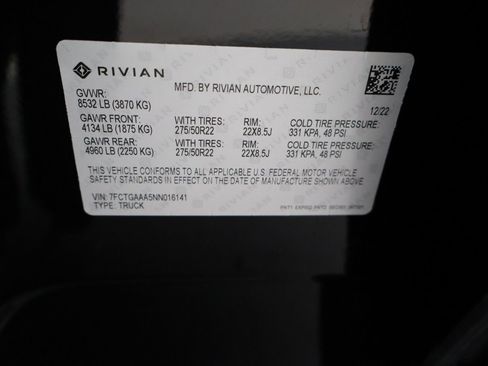 RIVIAN
MFD. BY RIVIAN AUTOMOTIVE, LLC.
GVWR:
8532 LB (3870 KG)
12/22
GAWR FRONT: WITH TIRES: RIM: COLD TIRE PRESSURE:
4134 LB (1875 KG) 275/50R22 22X8.5J 331 KPA, 48 PSI
GAWR REAR: WITH TIRES: RIM: COLD TIRE PRESSURE:
4960 LB (2250 KG) 275/50R22 22X8.5J 331 KPA, 48 PSI
THIS VEHICLE CONFORMS TO ALL APPLICABLE U.S. FEDERAL MOTOR VEHICLE
SAFETY STANDARDS IN EFFECT ON THE DATE OF MANUFACTURE SHOWN ABOVE.
VIN: 7FCTGAAA5NN016141
TYPE: TRUCK